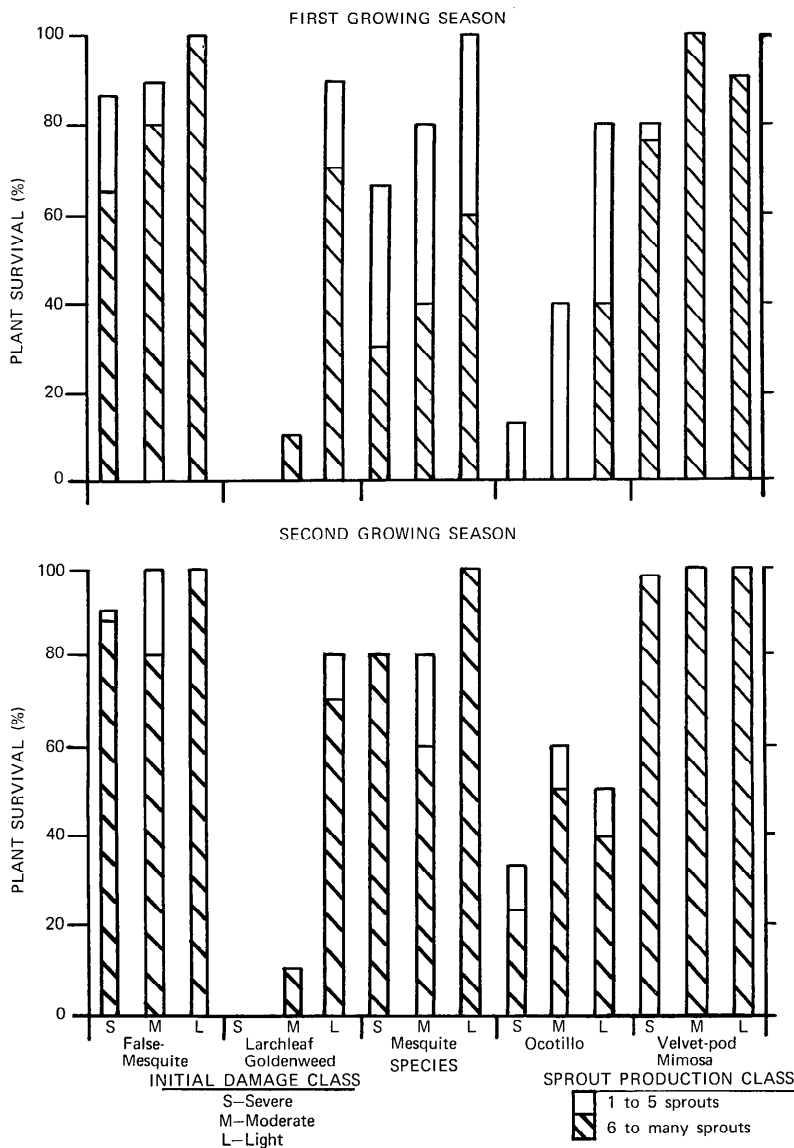 FIRST GROWING SEASON
PLANT SURVIVAL (%)
100
80
60
40
20
0
SECOND GROWING SEASON
PLANT SURVIVAL (%)
100
80
60
40
20
0
S M L S M L S M L S M L S M L
False-
Mesquite
Larchleaf
Goldenweed
Mesquite
Ocotillo
Velvet-pod
Mimosa
SPECIES
INITIAL DAMAGE CLASS
S—Severe
M—Moderate
L—Light
SPROUT PRODUCTION CLASS
1 to 5 sprouts
6 to many sprouts